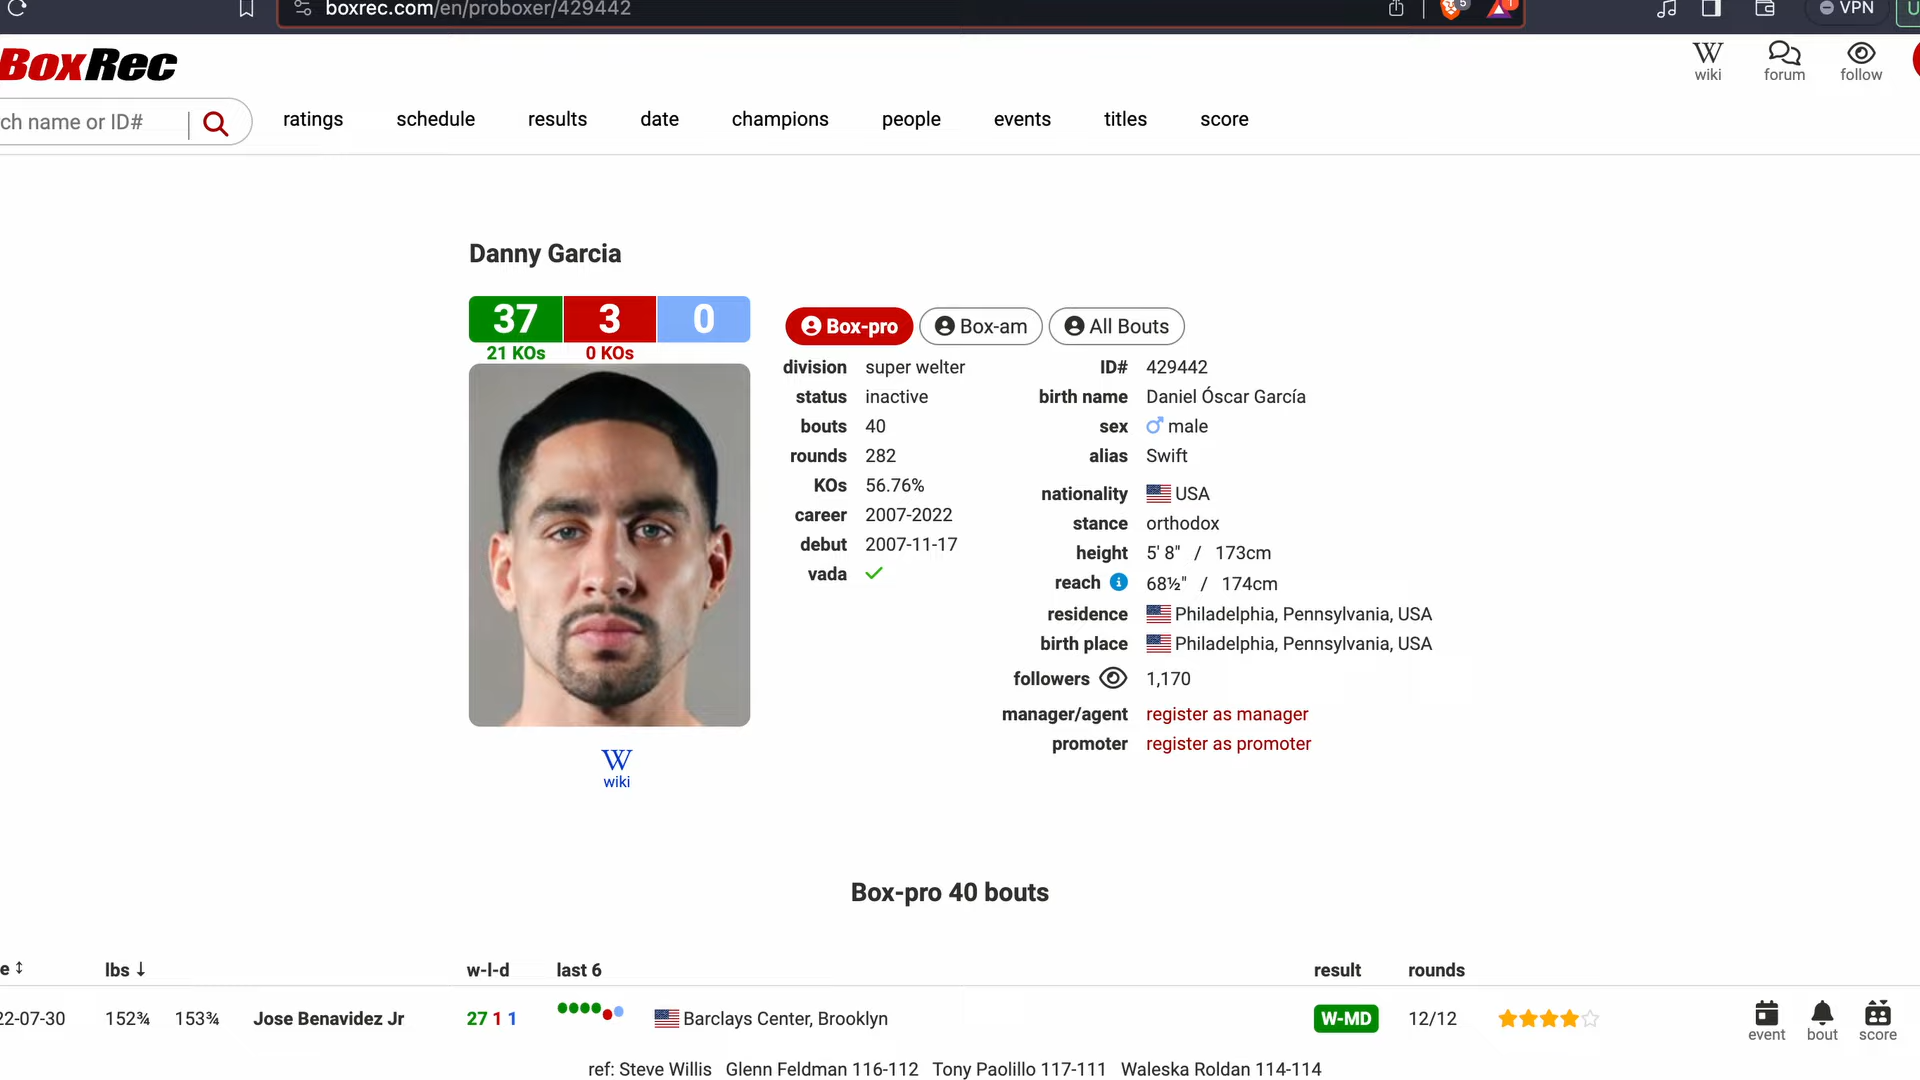 boxrec.com/en/proboxer/429442
5
1
VPN
BoxRec
W
wiki
forum
follow
ch name or ID#
ratings
schedule
results
date
champions
people
events
titles
score
Danny Garcia
37 3 0
21 KOs 0 KOs
Box-pro Box-am All Bouts
division super welter
status inactive
bouts 40
rounds 282
KOs 56.76%
career 2007-2022
debut 2007-11-17
vada
ID# 429442
birth name Daniel Óscar García
sex male
alias Swift
nationality USA
stance orthodox
height 5' 8" / 173cm
reach i 68½" / 174cm
residence Philadelphia, Pennsylvania, USA
birth place Philadelphia, Pennsylvania, USA
followers 1,170
manager/agent register as manager
promoter register as promoter
W
wiki
Box-pro 40 bouts
e lbs w-l-d last 6 result rounds
22-07-30 152¾ 153¾ Jose Benavidez Jr 27 1 1 Barclays Center, Brooklyn W-MD 12/12 event bout score
ref: Steve Willis Glenn Feldman 116-112 Tony Paolillo 117-111 Waleska Roldan 114-114